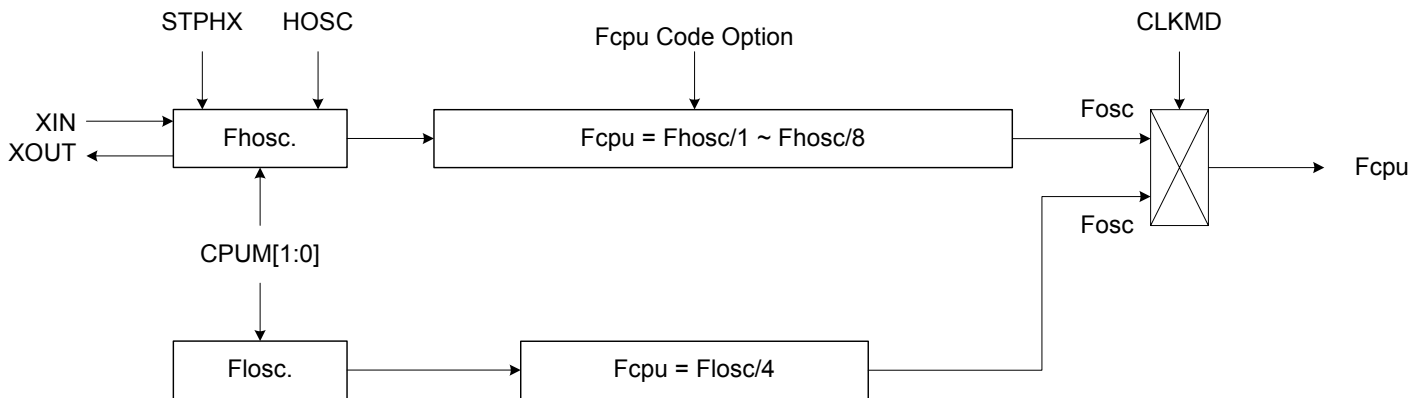 STPHX
HOSC
Fcpu Code Option
CLKMD
XIN
XOUT
Fhosc.
Fcpu = Fhosc/1 ~ Fhosc/8
Fosc
Fcpu
Fosc
CPUM[1:0]
Flosc.
Fcpu = Flosc/4